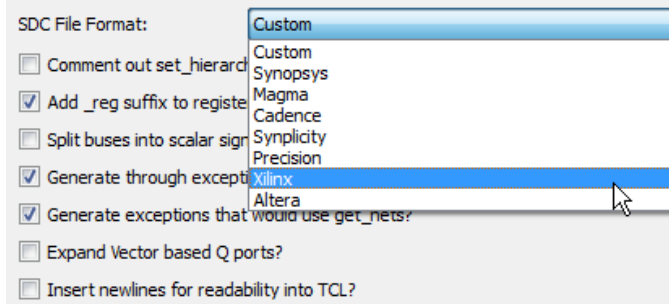 SDC File Format: Custom
Custom
Comment out set_hierarch
Synopsys
Magma
Add _reg suffix to registe
Cadence
Split buses into scalar sign
Synplicity
Precision
Generate through excepti
Xilinx
Altera
Generate exceptions that would use get_nets?
Expand Vector based Q ports?
Insert newlines for readability into TCL?